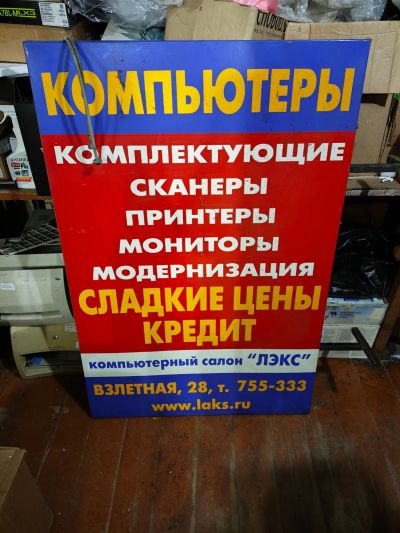 КОМПЬЮТЕРЫ
КОМПЛЕКТУЮЩИЕ
СКАНЕРЫ
ПРИНТЕРЫ
МОНИТОРЫ
МОДЕРНИЗАЦИЯ
СЛАДКИЕ ЦЕНЫ
КРЕДИТ
компьютерный салон "ЛЭКС"
ВЗЛЕТНАЯ, 28, т. 755-333
www.laks.ru